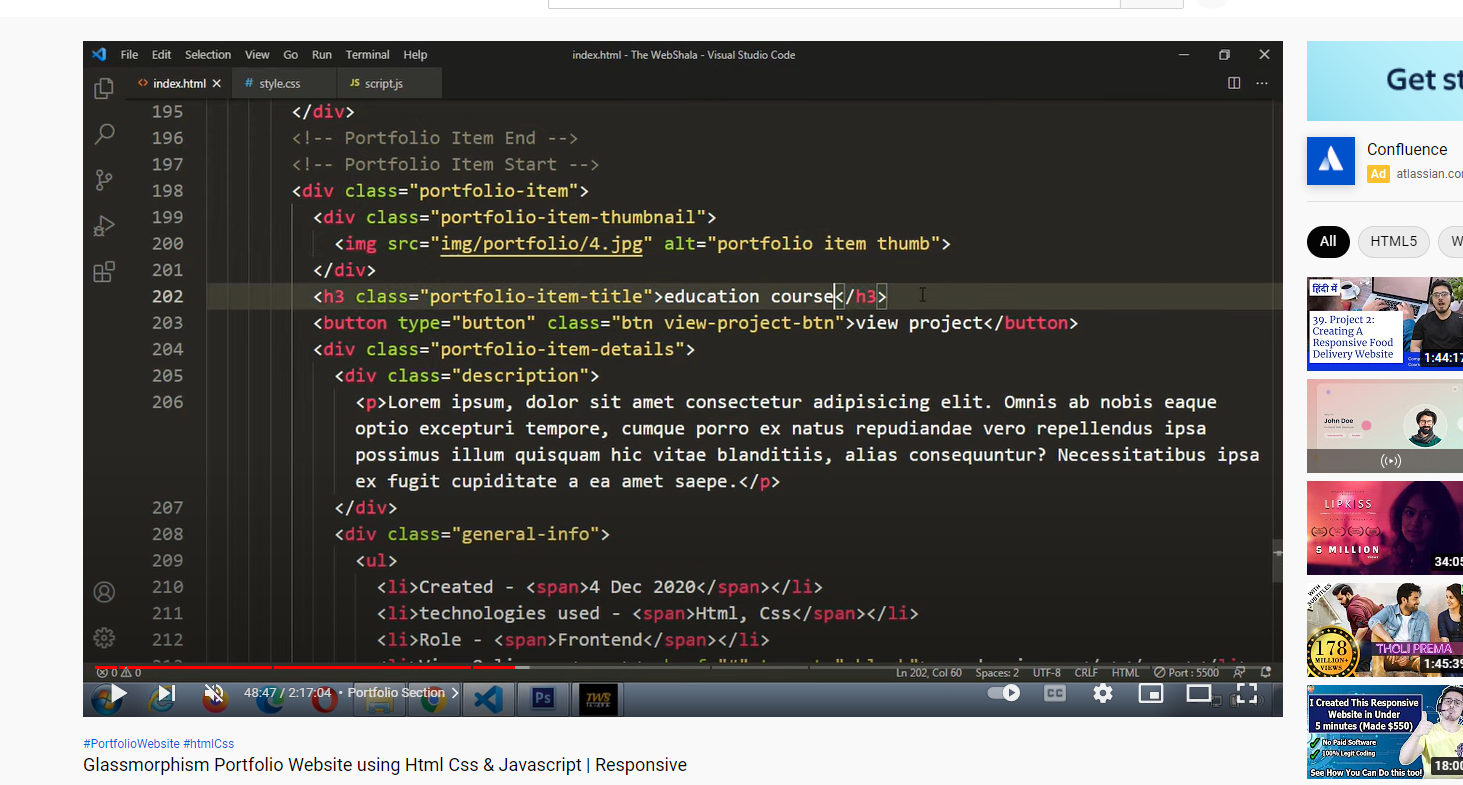 File Edit Selection View Go Run Terminal Help
index.html - The WebShala - Visual Studio Code
index.html
# style.css
JS script.js
195 </div>
196 <!-- Portfolio Item End -->
197 <!-- Portfolio Item Start -->
198 <div class="portfolio-item">
199 <div class="portfolio-item-thumbnail">
200 <img src="img/portfolio/4.jpg" alt="portfolio item thumb">
201 </div>
202 <h3 class="portfolio-item-title">education course</h3>
203 <button type="button" class="btn view-project-btn">view project</button>
204 <div class="portfolio-item-details">
205 <div class="description">
206 <p>Lorem ipsum, dolor sit amet consectetur adipisicing elit. Omnis ab nobis eaque
optio excepturi tempore, cumque porro ex natus repudiandae vero repellendus ipsa
possimus illum quisquam hic vitae blanditiis, alias consequuntur? Necessitatibus ipsa
ex fugit cupiditate a ea amet saepe.</p>
207 </div>
208 <div class="general-info">
209 <ul>
210 <li>Created - <span>4 Dec 2020</span></li>
211 <li>technologies used - <span>Html, Css</span></li>
212 <li>Role - <span>Frontend</span></li>
0 0
Ln 202, Col 60 Spaces: 2 UTF-8 CRLF HTML Port : 5500
48:47 / 2:17:04 • Portfolio Section
CC
Ps
TWS
#PortfolioWebsite #htmlCss
Glassmorphism Portfolio Website using Html Css & Javascript | Responsive
Get st
Confluence
Ad atlassian.co
All
HTML5
W
हिंदी में
39. Project 2:
Creating A
Responsive Food
Delivery Website
1:44:17
John Doe
LIPKISS
5 MILLION
34:05
WITH
SUBTITLES
178
MILLION+
VIEWS
THOLI PREMA
1:45:39
I Created This Responsive
Website in Under
5 minutes (Made $550)
No Paid Software
100% Legit Coding
See How You Can Do this too!
18:00